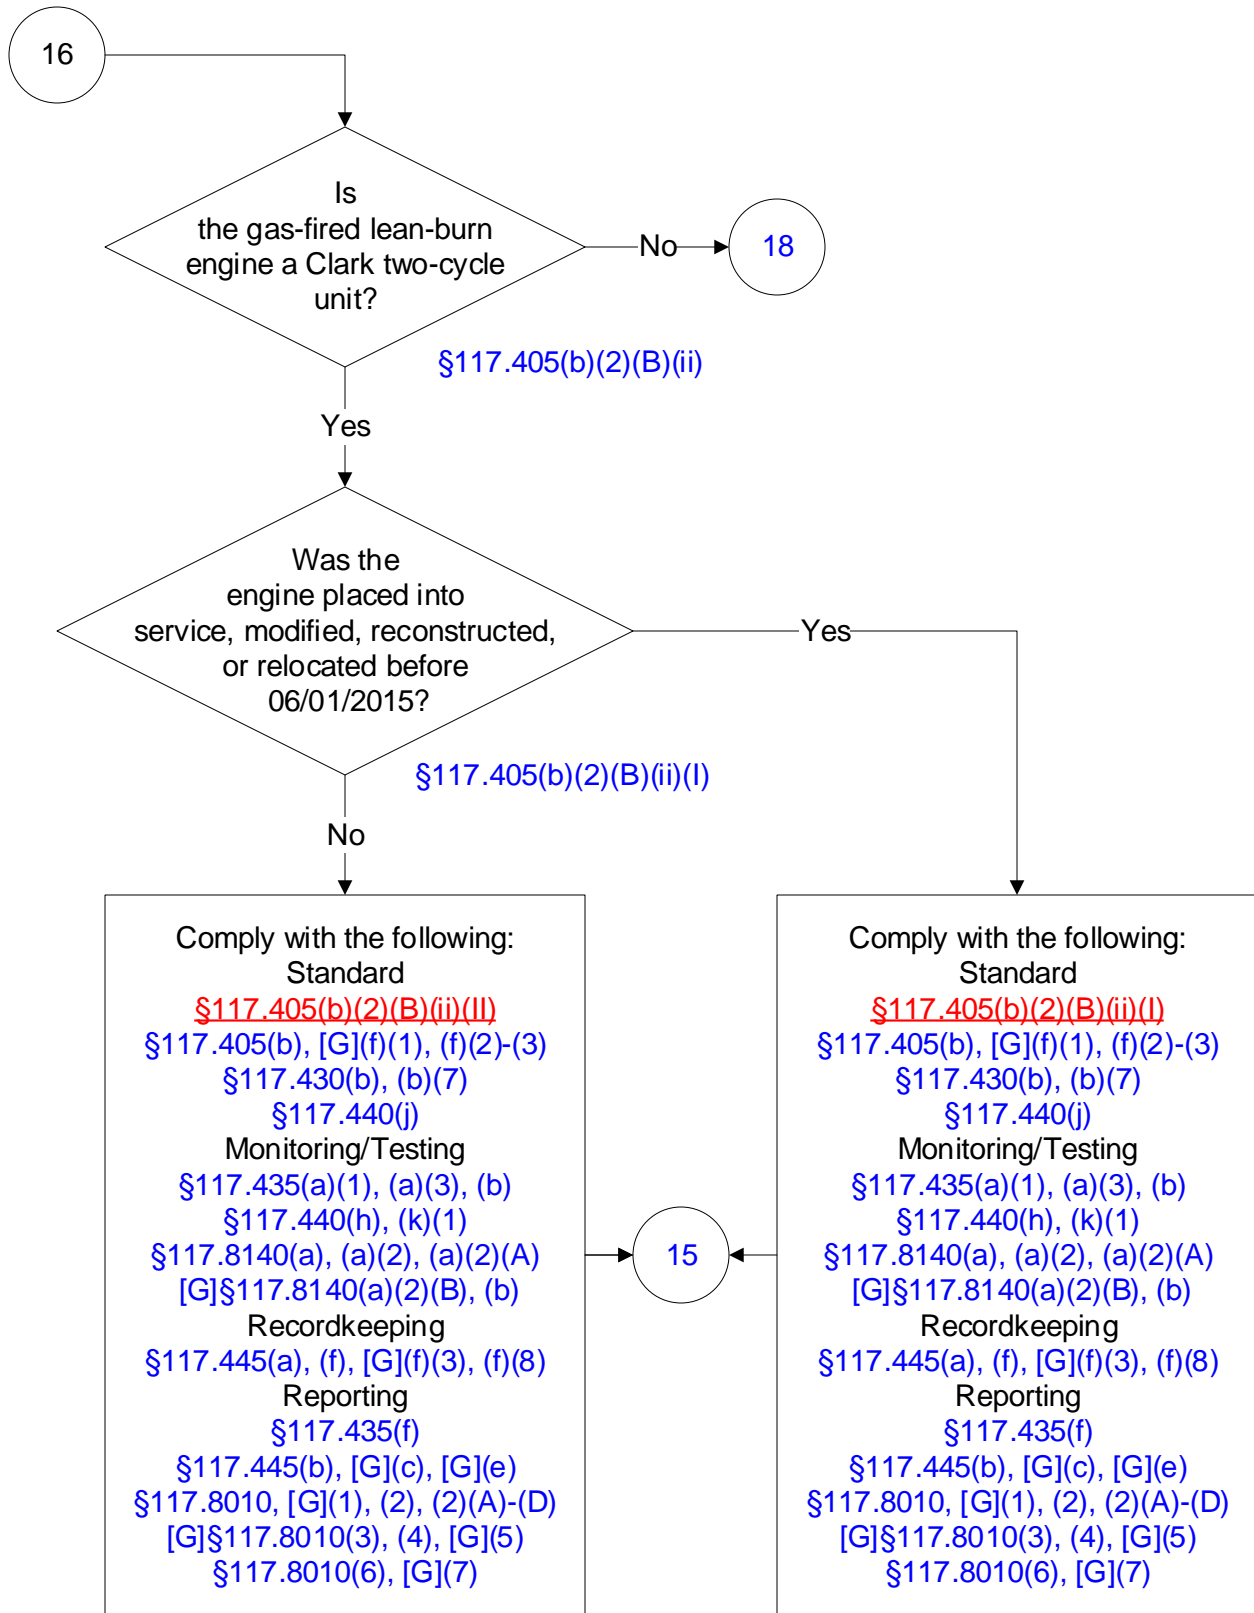 16
Is
the gas-fired lean-burn
engine a Clark two-cycle
unit?
No
18
§117.405(b)(2)(B)(ii)
Yes
Was the
engine placed into
service, modified, reconstructed,
or relocated before
06/01/2015?
Yes
§117.405(b)(2)(B)(ii)(I)
No
Comply with the following:
Standard
§117.405(b)(2)(B)(ii)(II)
§117.405(b), [G](f)(1), (f)(2)-(3)
§117.430(b), (b)(7)
§117.440(j)
Monitoring/Testing
§117.435(a)(1), (a)(3), (b)
§117.440(h), (k)(1)
§117.8140(a), (a)(2), (a)(2)(A)
[G]§117.8140(a)(2)(B), (b)
Recordkeeping
§117.445(a), (f), [G](f)(3), (f)(8)
Reporting
§117.435(f)
§117.445(b), [G](c), [G](e)
§117.8010, [G](1), (2), (2)(A)-(D)
[G]§117.8010(3), (4), [G](5)
§117.8010(6), [G](7)
15
Comply with the following:
Standard
§117.405(b)(2)(B)(ii)(I)
§117.405(b), [G](f)(1), (f)(2)-(3)
§117.430(b), (b)(7)
§117.440(j)
Monitoring/Testing
§117.435(a)(1), (a)(3), (b)
§117.440(h), (k)(1)
§117.8140(a), (a)(2), (a)(2)(A)
[G]§117.8140(a)(2)(B), (b)
Recordkeeping
§117.445(a), (f), [G](f)(3), (f)(8)
Reporting
§117.435(f)
§117.445(b), [G](c), [G](e)
§117.8010, [G](1), (2), (2)(A)-(D)
[G]§117.8010(3), (4), [G](5)
§117.8010(6), [G](7)